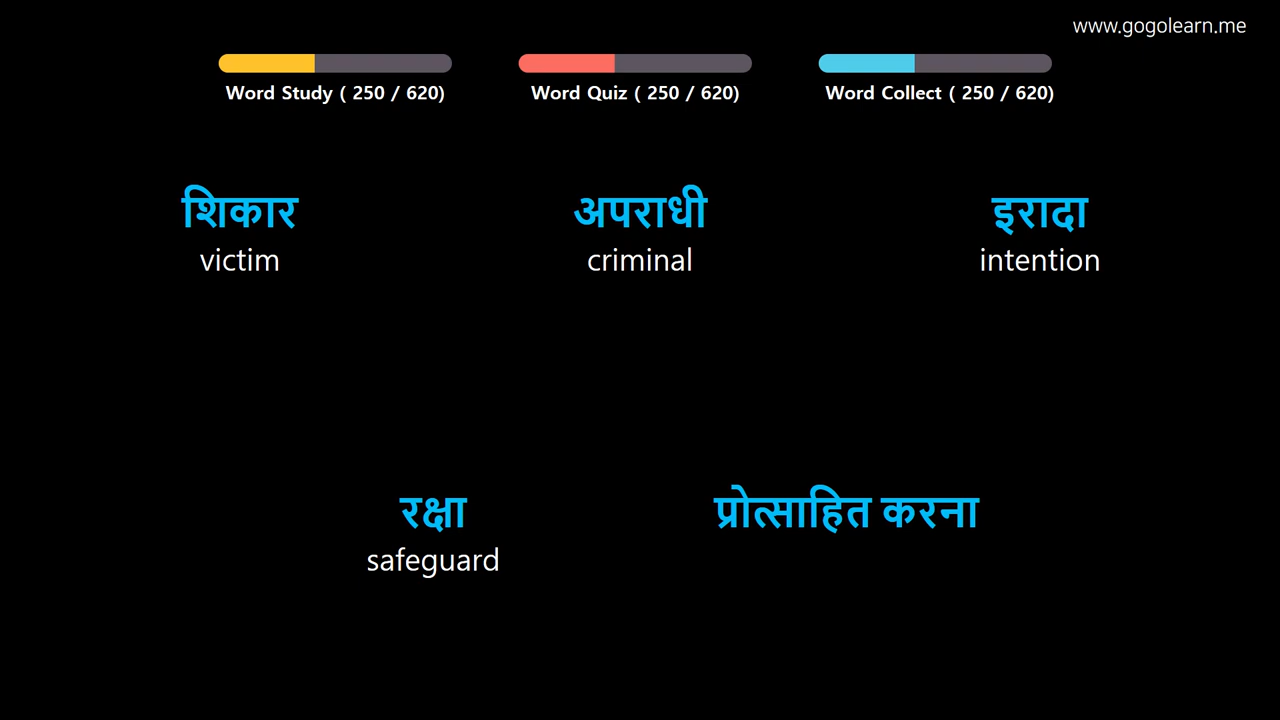 www.gogolearn.me
Word Study ( 250 / 620)
Word Quiz ( 250 / 620)
Word Collect ( 250 / 620)
शिकार
victim
अपराधी
criminal
इरादा
intention
रक्षा
safeguard
प्रोत्साहित करना